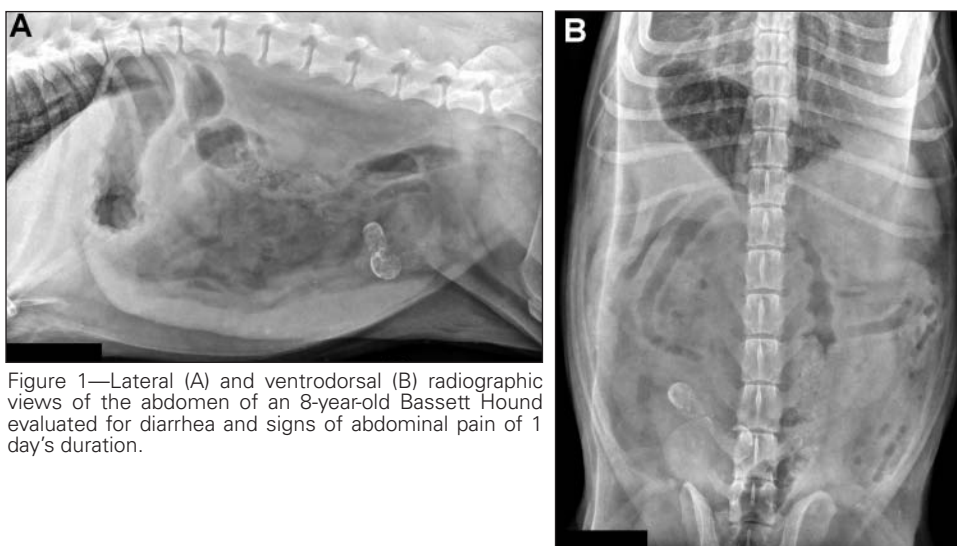 A
B
Figure 1—Lateral (A) and ventrodorsal (B) radiographic
views of the abdomen of an 8-year-old Bassett Hound
evaluated for diarrhea and signs of abdominal pain of 1
day's duration.